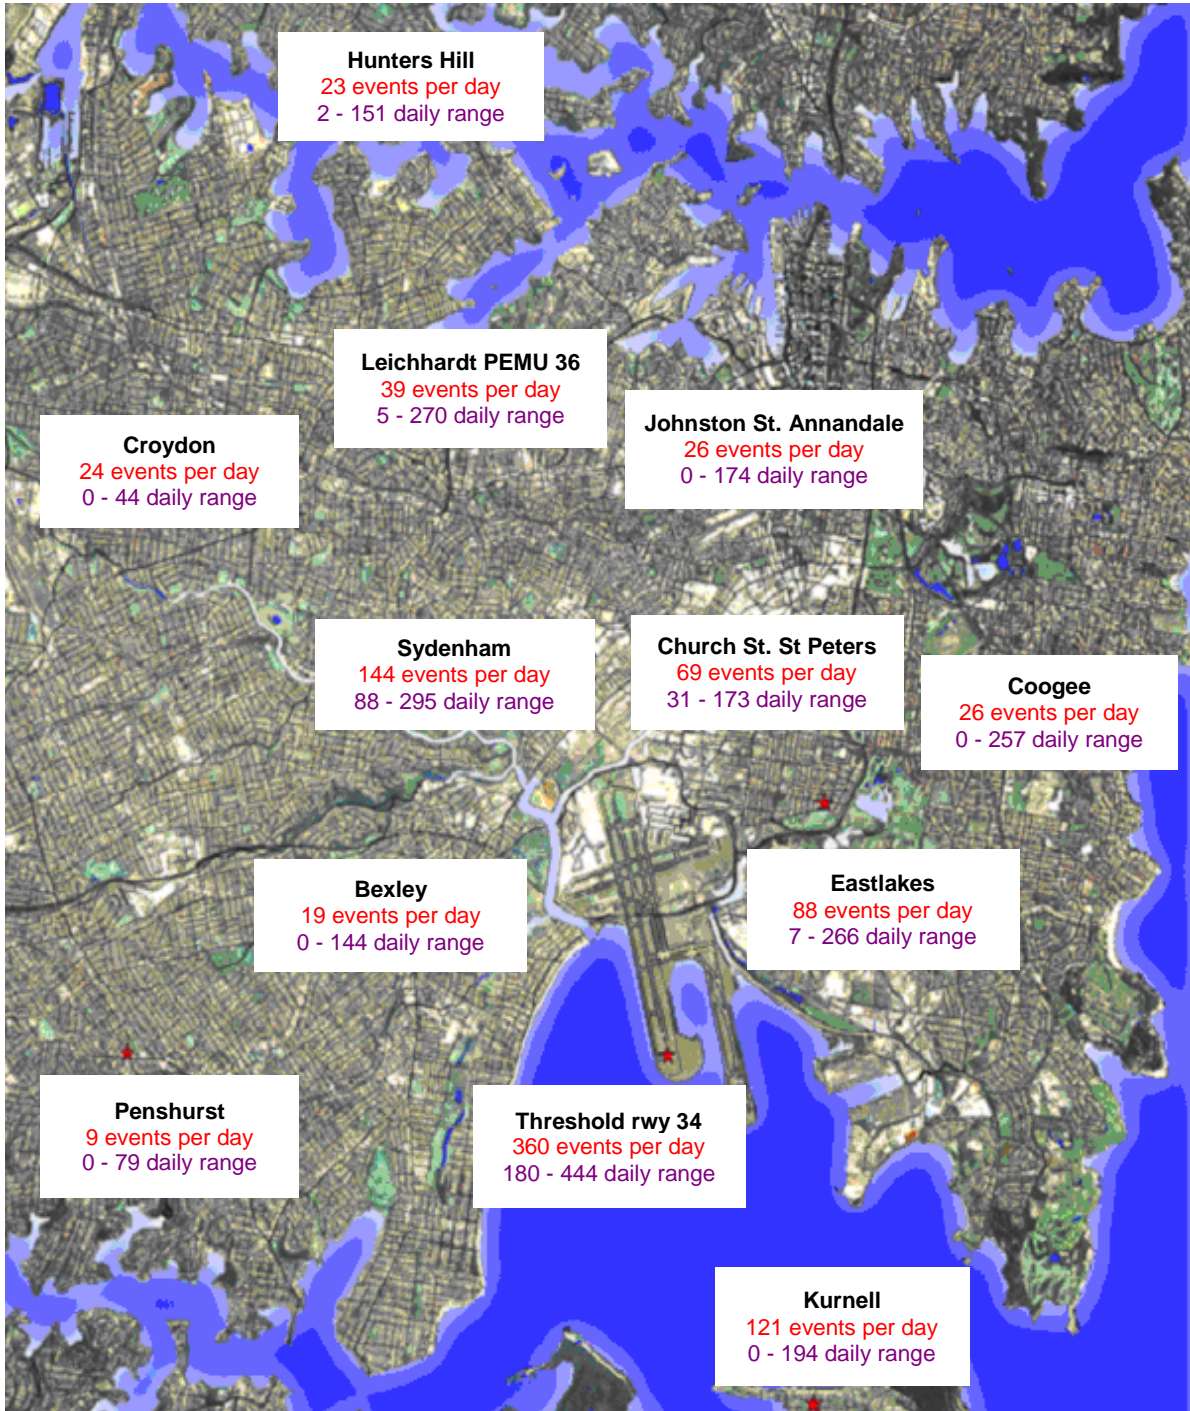 Hunters Hill
23 events per day
2 - 151 daily range
Leichhardt PEMU 36
39 events per day
5 - 270 daily range
Johnston St. Annandale
26 events per day
0 - 174 daily range
Croydon
24 events per day
0 - 44 daily range
Sydenham
144 events per day
88 - 295 daily range
Church St. St Peters
69 events per day
31 - 173 daily range
Coogee
26 events per day
0 - 257 daily range
Bexley
19 events per day
0 - 144 daily range
Eastlakes
88 events per day
7 - 266 daily range
Penshurst
9 events per day
0 - 79 daily range
Threshold rwy 34
360 events per day
180 - 444 daily range
Kurnell
121 events per day
0 - 194 daily range